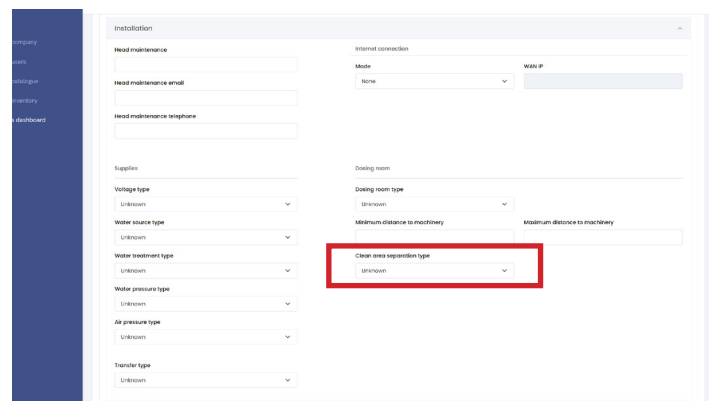 Installation
company
users
catalogue
inventory
dashboard
Head maintenance
Head maintenance email
Head maintenance telephone
Internet connection
Mode
WAN IP
None
Supplies
Voltage type
Unknown
Water source type
Unknown
Water treatment type
Unknown
Water pressure type
Unknown
Air pressure type
Unknown
Transfer type
Unknown
Dosing room
Dosing room type
Unknown
Minimum distance to machinery
Maximum distance to machinery
Clean area separation type
Unknown